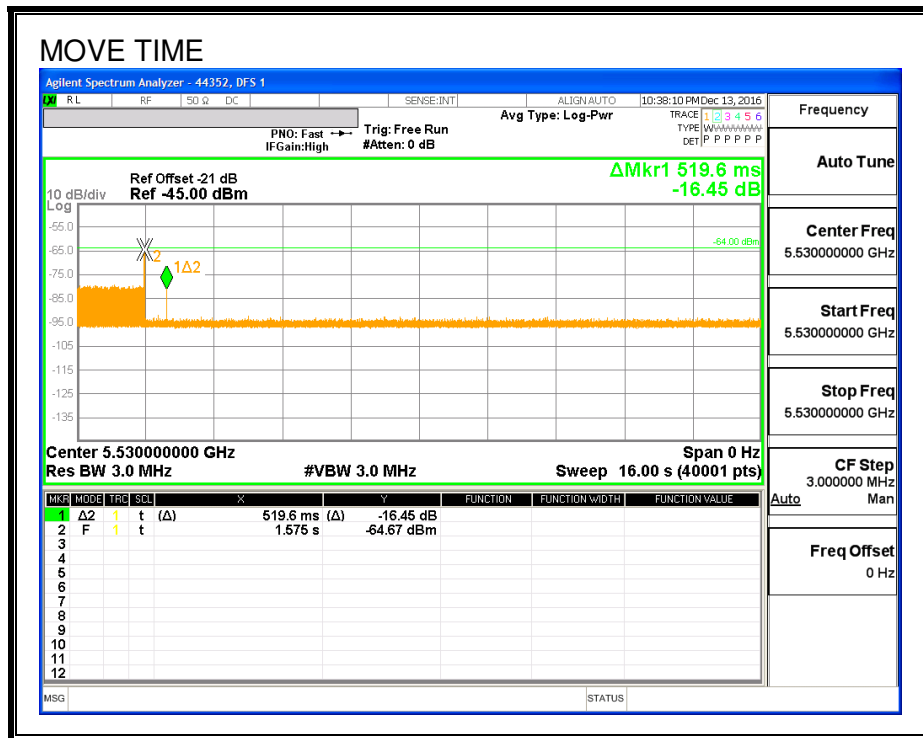 MOVE TIME
Agilent Spectrum Analyzer - 44352, DFS 1
LXI RL RF 50 Ω DC SENSE:INT ALIGN AUTO 10:38:10 PM Dec 13, 2016
Avg Type: Log-Pwr TRACE 1 2 3 4 5 6
PNO: Fast Trig: Free Run TYPE W
IFGain:High #Atten: 0 dB DET P P P P P P
Frequency
Auto Tune
Center Freq
5.530000000 GHz
Start Freq
5.530000000 GHz
Stop Freq
5.530000000 GHz
CF Step
3.000000 MHz
Auto Man
Freq Offset
0 Hz
ΔMkr1 519.6 ms
-16.45 dB
Ref Offset -21 dB
10 dB/div Ref -45.00 dBm
Log
-55.0
-65.0
-75.0
-85.0
-95.0
-105
-115
-125
-135
-64.00 dBm
2
1Δ2
Center 5.530000000 GHz Span 0 Hz
Res BW 3.0 MHz #VBW 3.0 MHz Sweep 16.00 s (40001 pts)
MKR MODE TRC SCL X Y FUNCTION FUNCTION WIDTH FUNCTION VALUE
1 Δ2 1 t (Δ) 519.6 ms (Δ) -16.45 dB
2 F 1 t 1.575 s -64.67 dBm
3
4
5
6
7
8
9
10
11
12
MSG STATUS